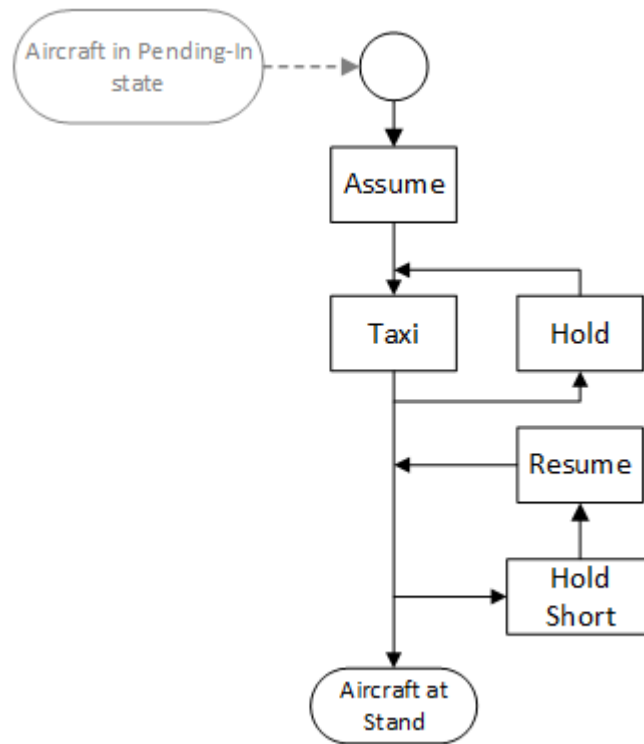 Aircraft in Pending-In
state
Assume
Taxi
Hold
Resume
Hold
Short
Aircraft at
Stand